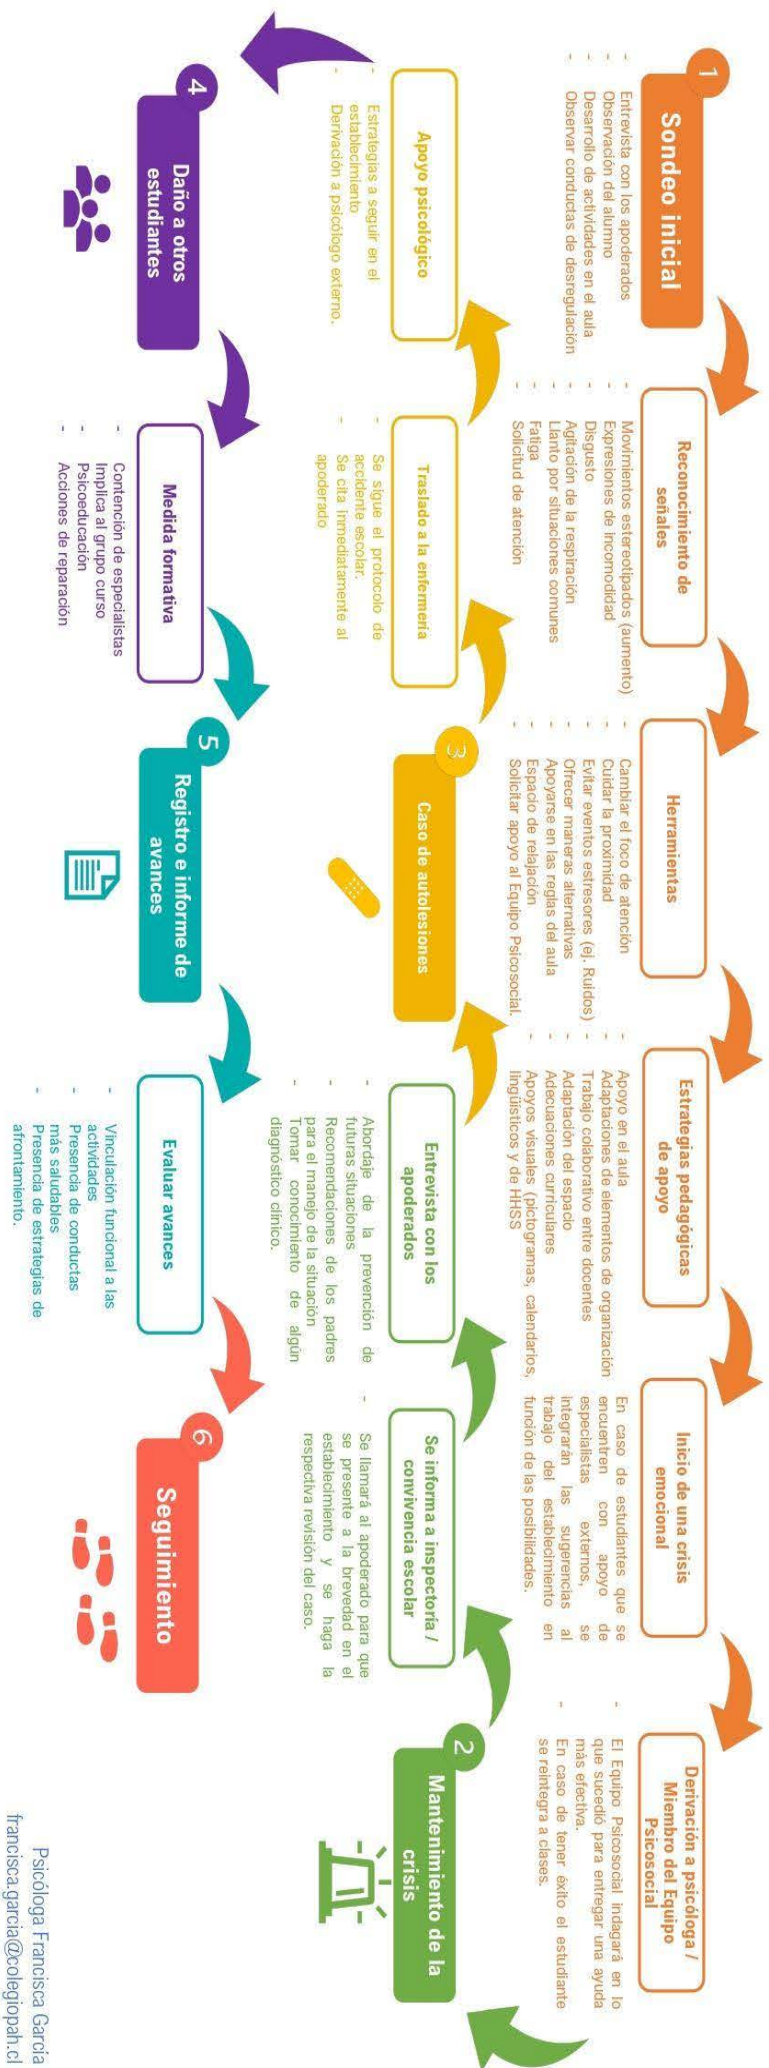 1
Sondeo inicial
- Entrevista con los apoderados
- Observación del alumno
- Desarrollo de actividades en el aula
- Observar conductas de desregulación
Reconocimiento de
señales
- Movimientos estereotipados (aumento)
- Expresiones de incomodidad
- Disgusto
- Agitación de la respiración
- Llanto por situaciones comunes
- Fatiga
- Solicitud de atención
Herramientas
- Cambiar el foco de atención
- Cuidar la proximidad
- Evitar eventos estresores (ej. Ruidos)
- Ofrecer maneras alternativas
- Apoyarse en las reglas del aula
- Espacio de relajación
- Solicitar apoyo al Equipo Psicosocial.
Estrategias pedagógicas
de apoyo
- Apoyo en el aula
- Adaptaciones de elementos de organización
- Trabajo colaborativo entre docentes
- Adaptación del espacio
- Adecuaciones curriculares
- Apoyos visuales (pictogramas, calendarios,
lingüísticos y de HHSS
Inicio de una crisis
emocional
En caso de estudiantes que se
encuentren con apoyo de
especialistas externos, se
integrarán las sugerencias al
trabajo del establecimiento en
función de las posibilidades.
Derivación a psicóloga /
Miembro del Equipo
Psicosocial
- El Equipo Psicosocial indagará en lo
que sucedió para entregar una ayuda
más efectiva.
- En caso de tener éxito el estudiante
se reintegra a clases.
2
Mantenimiento de la
crisis
Se informa a inspectoría /
convivencia escolar
- Se llamará al apoderado para que
se presente a la brevedad en el
establecimiento y se haga la
respectiva revisión del caso.
Entrevista con los
apoderados
- Abordaje de la prevención de
futuras situaciones
- Recomendaciones de los padres
para el manejo de la situación
- Tomar conocimiento de algún
diagnóstico clínico.
3
Caso de autolesiones
Traslado a la enfermería
- Se sigue el protocolo de
accidente escolar.
- Se cita inmediatamente al
apoderado
Apoyo psicológico
- Estrategias a seguir en el
establecimiento
- Derivación a psicólogo externo.
4
Daño a otros
estudiantes
Medida formativa
- Contención de especialistas
- Implica al grupo curso
- Psicoeducación
- Acciones de reparación
5
Registro e informe de
avances
Evaluar avances
- Vinculación funcional a las
actividades
- Presencia de conductas
más saludables
- Presencia de estrategias de
afrontamiento.
6
Seguimiento
Psicóloga Francisca García
francisca.garcia@colegiopah.cl